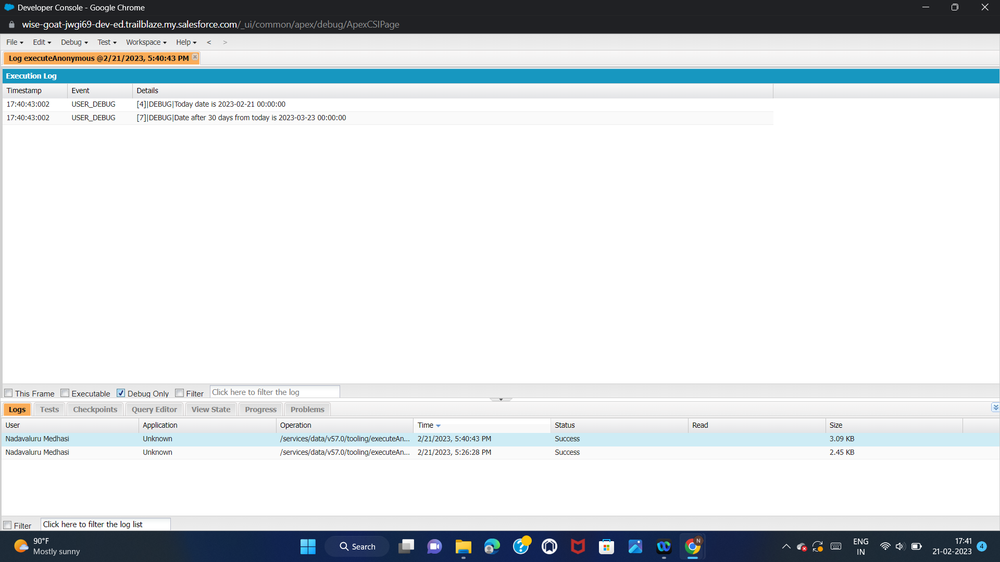 Developer Console - Google Chrome
wise-goat-jwgi69-dev-ed.trailblaze.my.salesforce.com/_ui/common/apex/debug/ApexCSIPage
File Edit Debug Test Workspace Help < >
Log executeAnonymous @2/21/2023, 5:40:43 PM
Execution Log
Timestamp Event Details
17:40:43:002 USER_DEBUG [4]|DEBUG|Today date is 2023-02-21 00:00:00
17:40:43:002 USER_DEBUG [7]|DEBUG|Date after 30 days from today is 2023-03-23 00:00:00
This Frame Executable Debug Only Filter Click here to filter the log
Logs Tests Checkpoints Query Editor View State Progress Problems
User Application Operation Time Status Read Size
Nadavaluru Medhasi Unknown /services/data/v57.0/tooling/executeAn... 2/21/2023, 5:40:43 PM Success 3.09 KB
Nadavaluru Medhasi Unknown /services/data/v57.0/tooling/executeAn... 2/21/2023, 5:26:28 PM Success 2.45 KB
Filter Click here to filter the log list
90°F
Mostly sunny
Search
N
ENG
IN
17:41
21-02-2023
4